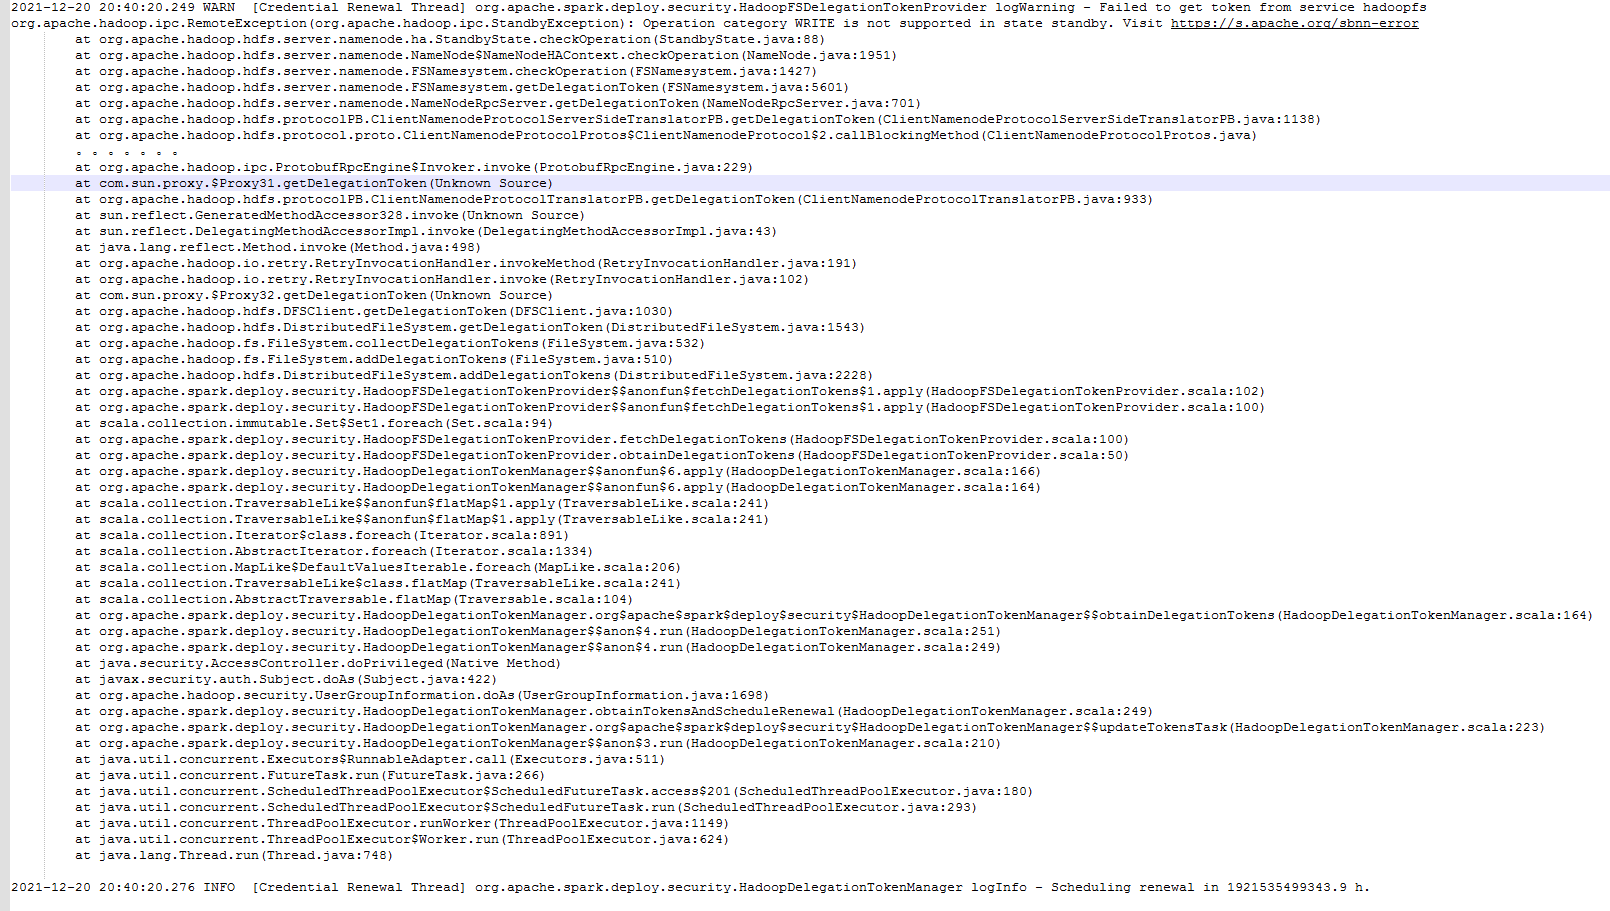 2021-12-20 20:40:20.249 WARN  [Credential Renewal Thread] org.apache.spark.deploy.security.HadoopFSDelegationTokenProvider logWarning - Failed to get token from service hadoopfs
org.apache.hadoop.ipc.RemoteException(org.apache.hadoop.ipc.StandbyException): Operation category WRITE is not supported in state standby. Visit https://s.apache.org/sbnn-error
at org.apache.hadoop.hdfs.server.namenode.ha.StandbyState.checkOperation(StandbyState.java:88)
at org.apache.hadoop.hdfs.server.namenode.NameNode$NameNodeHAContext.checkOperation(NameNode.java:1951)
at org.apache.hadoop.hdfs.server.namenode.FSNamesystem.checkOperation(FSNamesystem.java:1427)
at org.apache.hadoop.hdfs.server.namenode.FSNamesystem.getDelegationToken(FSNamesystem.java:5601)
at org.apache.hadoop.hdfs.server.namenode.NameNodeRpcServer.getDelegationToken(NameNodeRpcServer.java:701)
at org.apache.hadoop.hdfs.protocolPB.ClientNamenodeProtocolServerSideTranslatorPB.getDelegationToken(ClientNamenodeProtocolServerSideTranslatorPB.java:1138)
at org.apache.hadoop.hdfs.protocol.proto.ClientNamenodeProtocolProtos$ClientNamenodeProtocol$2.callBlockingMethod(ClientNamenodeProtocolProtos.java)
。。。。。。。
at org.apache.hadoop.ipc.ProtobufRpcEngine$Invoker.invoke(ProtobufRpcEngine.java:229)
at com.sun.proxy.$Proxy31.getDelegationToken(Unknown Source)
at org.apache.hadoop.hdfs.protocolPB.ClientNamenodeProtocolTranslatorPB.getDelegationToken(ClientNamenodeProtocolTranslatorPB.java:933)
at sun.reflect.GeneratedMethodAccessor328.invoke(Unknown Source)
at sun.reflect.DelegatingMethodAccessorImpl.invoke(DelegatingMethodAccessorImpl.java:43)
at java.lang.reflect.Method.invoke(Method.java:498)
at org.apache.hadoop.io.retry.RetryInvocationHandler.invokeMethod(RetryInvocationHandler.java:191)
at org.apache.hadoop.io.retry.RetryInvocationHandler.invoke(RetryInvocationHandler.java:102)
at com.sun.proxy.$Proxy32.getDelegationToken(Unknown Source)
at org.apache.hadoop.hdfs.DFSClient.getDelegationToken(DFSClient.java:1030)
at org.apache.hadoop.hdfs.DistributedFileSystem.getDelegationToken(DistributedFileSystem.java:1543)
at org.apache.hadoop.fs.FileSystem.collectDelegationTokens(FileSystem.java:532)
at org.apache.hadoop.fs.FileSystem.addDelegationTokens(FileSystem.java:510)
at org.apache.hadoop.hdfs.DistributedFileSystem.addDelegationTokens(DistributedFileSystem.java:2228)
at org.apache.spark.deploy.security.HadoopFSDelegationTokenProvider$$anonfun$fetchDelegationTokens$1.apply(HadoopFSDelegationTokenProvider.scala:102)
at org.apache.spark.deploy.security.HadoopFSDelegationTokenProvider$$anonfun$fetchDelegationTokens$1.apply(HadoopFSDelegationTokenProvider.scala:100)
at scala.collection.immutable.Set$Set1.foreach(Set.scala:94)
at org.apache.spark.deploy.security.HadoopFSDelegationTokenProvider.fetchDelegationTokens(HadoopFSDelegationTokenProvider.scala:100)
at org.apache.spark.deploy.security.HadoopFSDelegationTokenProvider.obtainDelegationTokens(HadoopFSDelegationTokenProvider.scala:50)
at org.apache.spark.deploy.security.HadoopDelegationTokenManager$$anonfun$6.apply(HadoopDelegationTokenManager.scala:166)
at org.apache.spark.deploy.security.HadoopDelegationTokenManager$$anonfun$6.apply(HadoopDelegationTokenManager.scala:164)
at scala.collection.TraversableLike$$anonfun$flatMap$1.apply(TraversableLike.scala:241)
at scala.collection.TraversableLike$$anonfun$flatMap$1.apply(TraversableLike.scala:241)
at scala.collection.Iterator$class.foreach(Iterator.scala:891)
at scala.collection.AbstractIterator.foreach(Iterator.scala:1334)
at scala.collection.MapLike$DefaultValuesIterable.foreach(MapLike.scala:206)
at scala.collection.TraversableLike$class.flatMap(TraversableLike.scala:241)
at scala.collection.AbstractTraversable.flatMap(Traversable.scala:104)
at org.apache.spark.deploy.security.HadoopDelegationTokenManager.org$apache$spark$deploy$security$HadoopDelegationTokenManager$$obtainDelegationTokens(HadoopDelegationTokenManager.scala:164)
at org.apache.spark.deploy.security.HadoopDelegationTokenManager$$anon$4.run(HadoopDelegationTokenManager.scala:251)
at org.apache.spark.deploy.security.HadoopDelegationTokenManager$$anon$4.run(HadoopDelegationTokenManager.scala:249)
at java.security.AccessController.doPrivileged(Native Method)
at javax.security.auth.Subject.doAs(Subject.java:422)
at org.apache.hadoop.security.UserGroupInformation.doAs(UserGroupInformation.java:1698)
at org.apache.spark.deploy.security.HadoopDelegationTokenManager.obtainTokensAndScheduleRenewal(HadoopDelegationTokenManager.scala:249)
at org.apache.spark.deploy.security.HadoopDelegationTokenManager.org$apache$spark$deploy$security$HadoopDelegationTokenManager$$updateTokensTask(HadoopDelegationTokenManager.scala:223)
at org.apache.spark.deploy.security.HadoopDelegationTokenManager$$anon$3.run(HadoopDelegationTokenManager.scala:210)
at java.util.concurrent.Executors$RunnableAdapter.call(Executors.java:511)
at java.util.concurrent.FutureTask.run(FutureTask.java:266)
at java.util.concurrent.ScheduledThreadPoolExecutor$ScheduledFutureTask.access$201(ScheduledThreadPoolExecutor.java:180)
at java.util.concurrent.ScheduledThreadPoolExecutor$ScheduledFutureTask.run(ScheduledThreadPoolExecutor.java:293)
at java.util.concurrent.ThreadPoolExecutor.runWorker(ThreadPoolExecutor.java:1149)
at java.util.concurrent.ThreadPoolExecutor$Worker.run(ThreadPoolExecutor.java:624)
at java.lang.Thread.run(Thread.java:748)
2021-12-20 20:40:20.276 INFO  [Credential Renewal Thread] org.apache.spark.deploy.security.HadoopDelegationTokenManager logInfo - Scheduling renewal in 1921535499343.9 h.